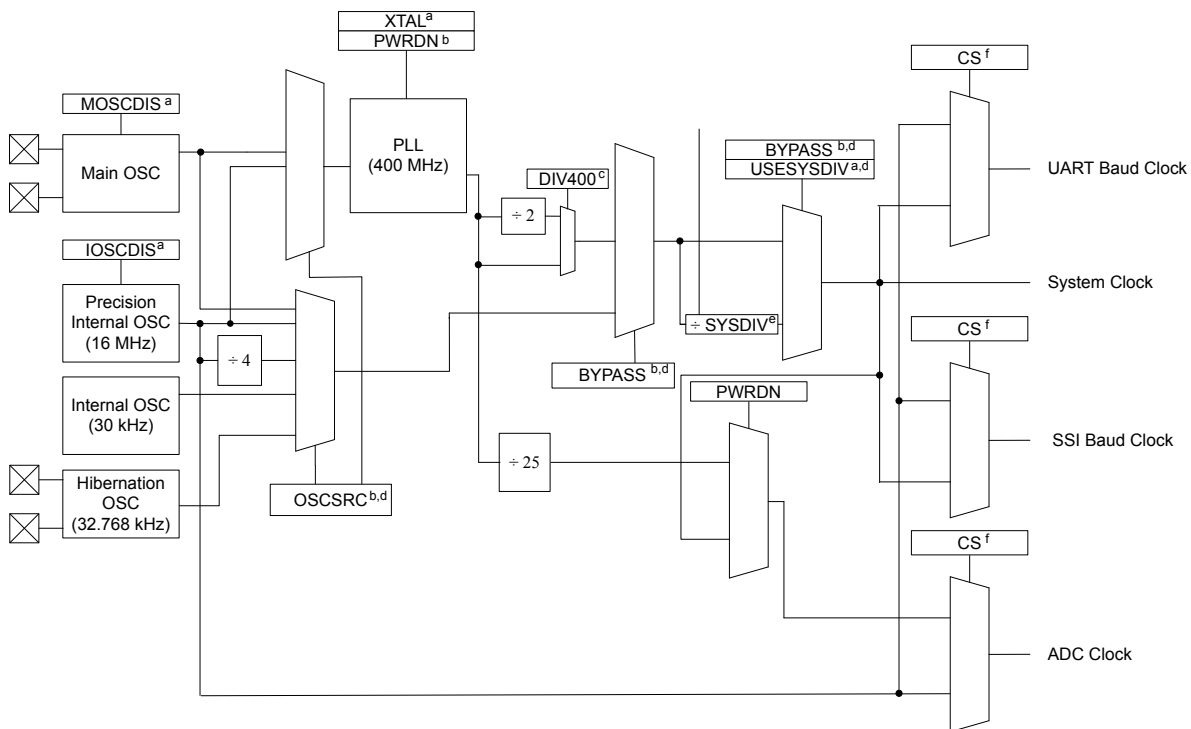 XTAL a
PWRDN b
CS f
MOSCDIS a
Main OSC
PLL
(400 MHz)
BYPASS b,d
USESYSDIV a,d
UART Baud Clock
DIV400 c
÷ 2
IOSCDIS a
Precision
Internal OSC
(16 MHz)
System Clock
÷ SYSDIV e
CS f
÷ 4
BYPASS b,d
PWRDN
Internal OSC
(30 kHz)
SSI Baud Clock
÷ 25
Hibernation
OSC
(32.768 kHz)
OSCSRC b,d
CS f
ADC Clock